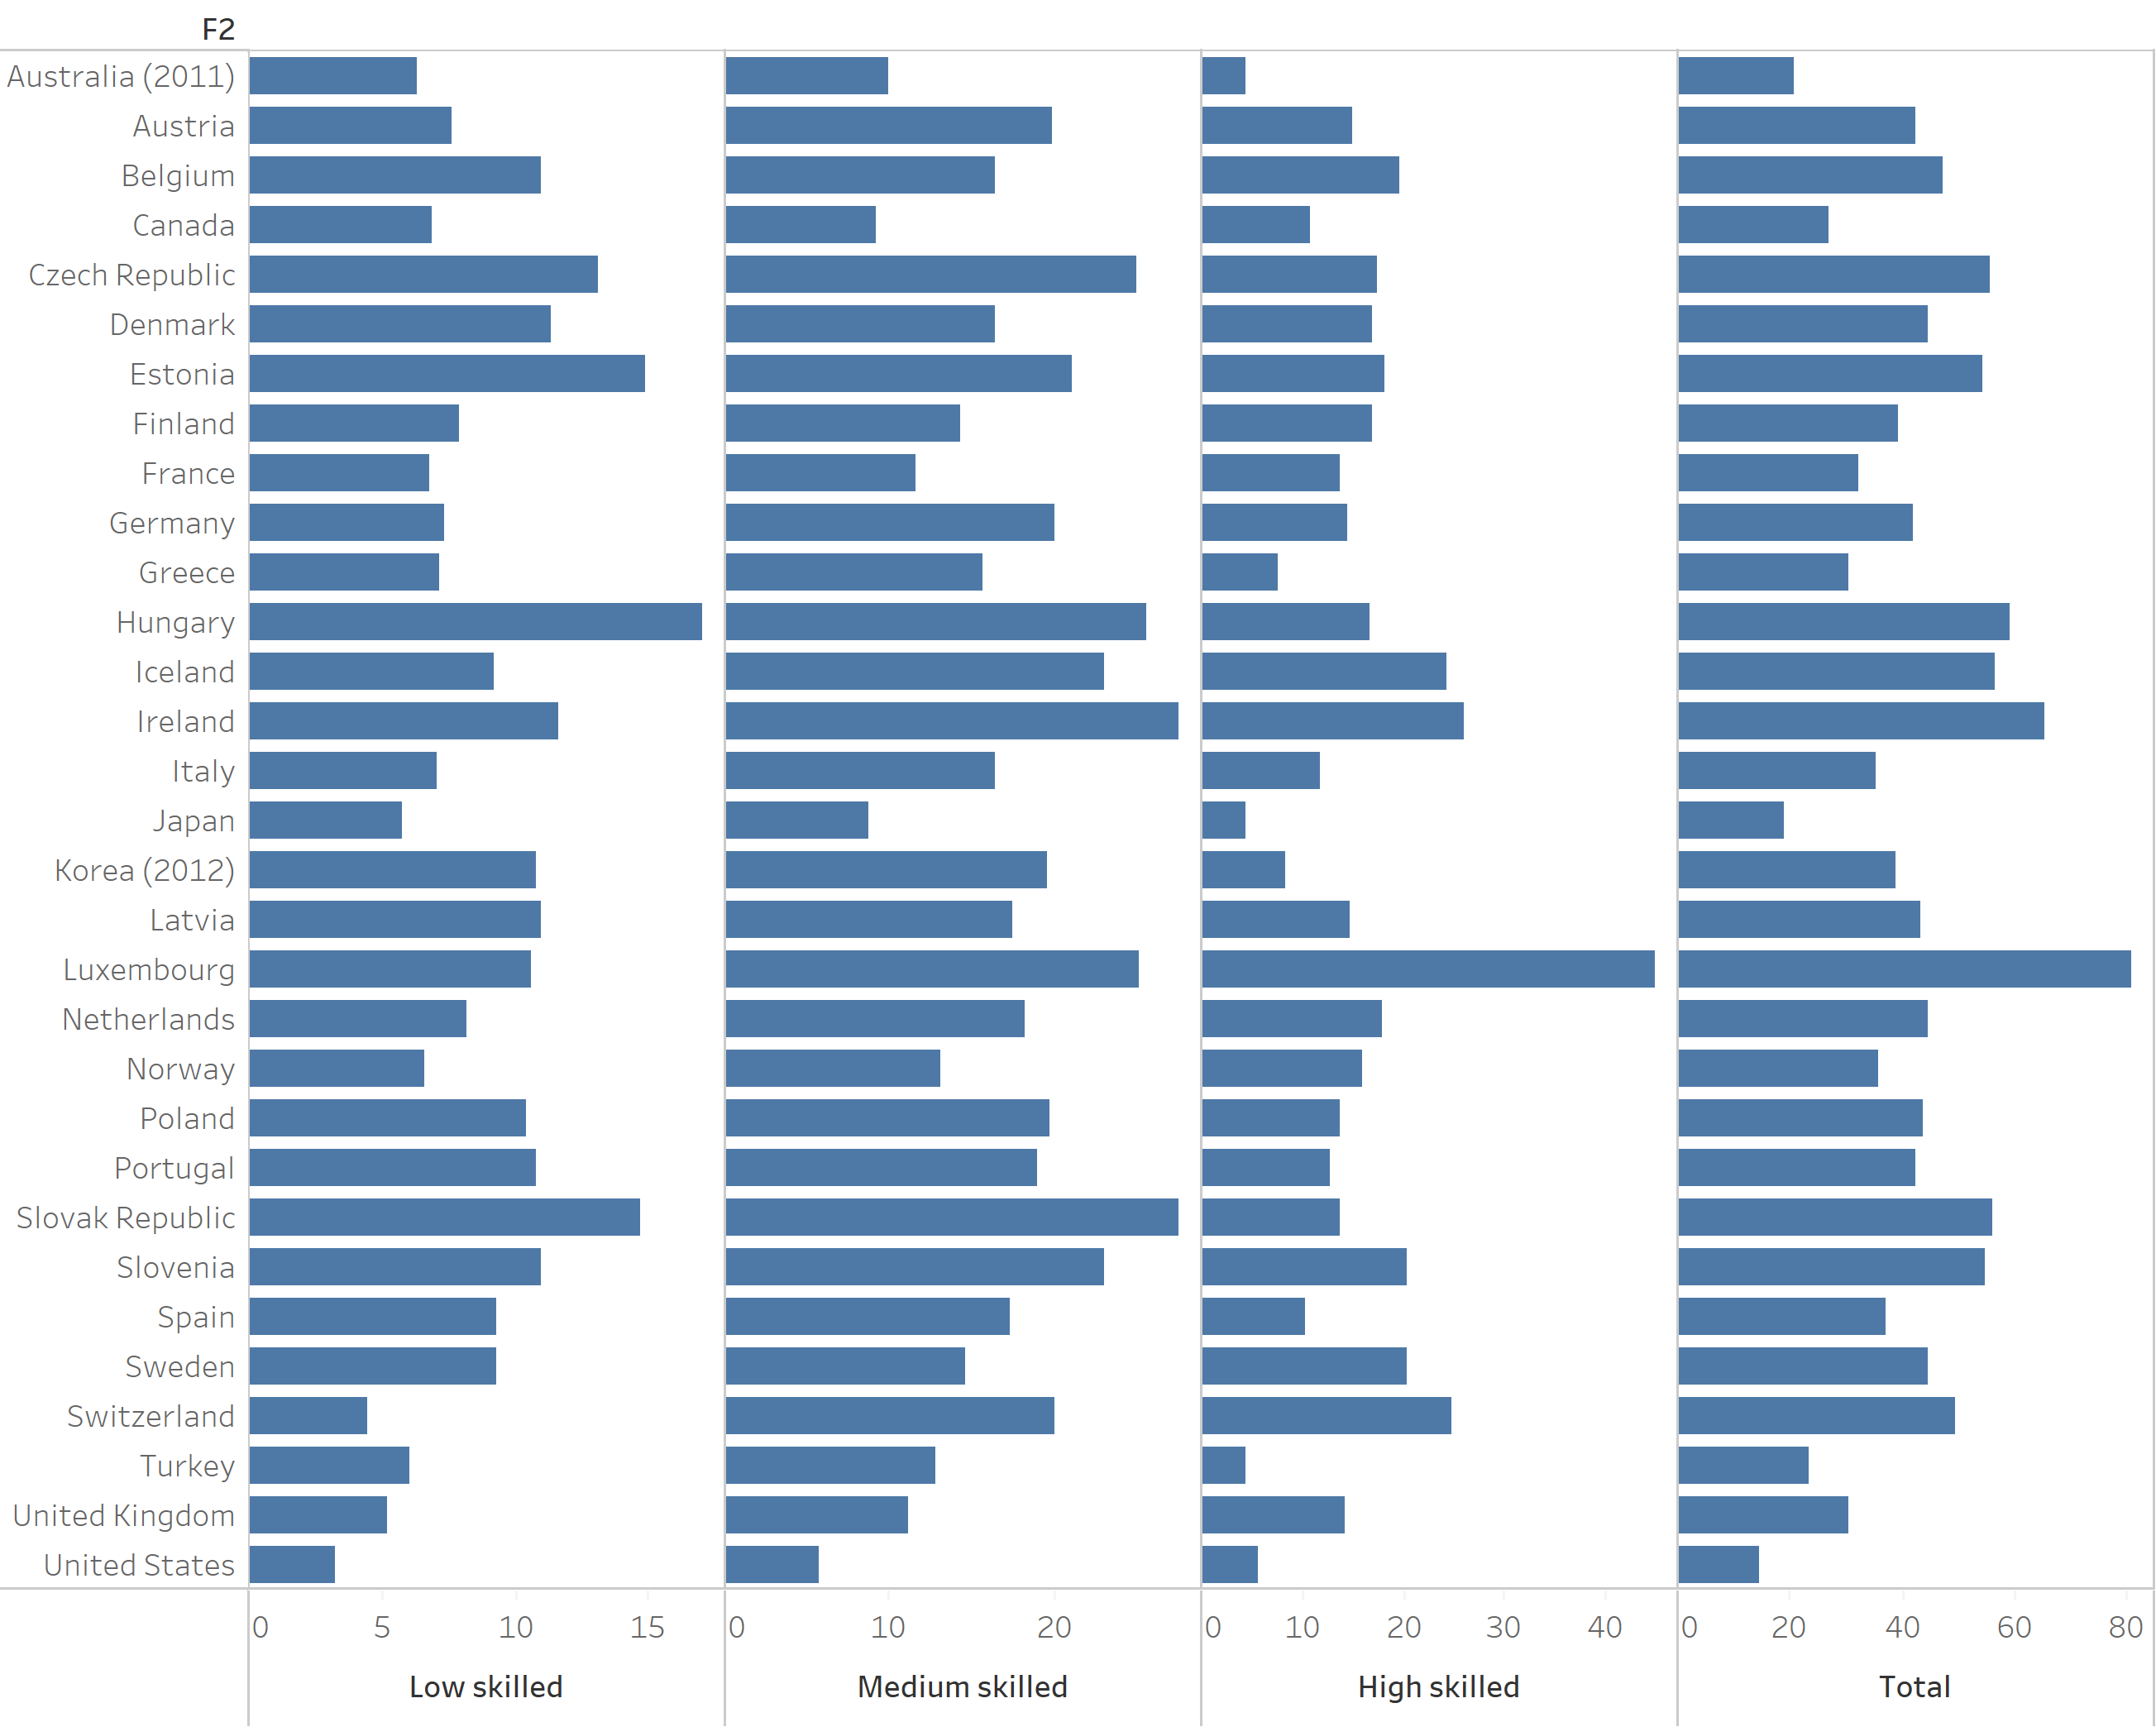 F2
Australia (2011)
Austria
Belgium
Canada
Czech Republic
Denmark
Estonia
Finland
France
Germany
Greece
Hungary
Iceland
Ireland
Italy
Japan
Korea (2012)
Latvia
Luxembourg
Netherlands
Norway
Poland
Portugal
Slovak Republic
Slovenia
Spain
Sweden
Switzerland
Turkey
United Kingdom
United States
0 5 10 15 0 10 20 0 10 20 30 40 0 20 40 60 80
Low skilled Medium skilled High skilled Total